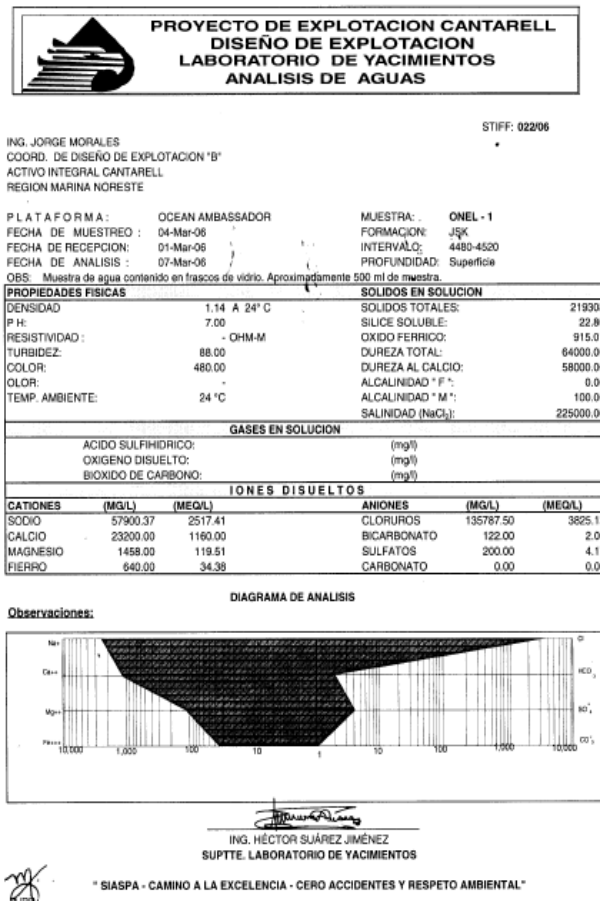 PROYECTO DE EXPLOTACION CANTARELL
DISEÑO DE EXPLOTACION
LABORATORIO DE YACIMIENTOS
ANALISIS DE AGUAS
STIFF: 022/06
ING. JORGE MORALES
COORD. DE DISEÑO DE EXPLOTACION "B"
ACTIVO INTEGRAL CANTARELL
REGION MARINA NORESTE
PLATAFORMA: OCEAN AMBASSADOR MUESTRA: . ONEL - 1
FECHA DE MUESTREO : 04-Mar-06 FORMACION: JSK
FECHA DE RECEPCION: 01-Mar-06 INTERVALO: 4480-4520
FECHA DE ANALISIS : 07-Mar-06 PROFUNDIDAD: Superficie
OBS: Muestra de agua contenido en frascos de vidrio. Aproximadamente 500 ml de muestra.
PROPIEDADES FISICAS SOLIDOS EN SOLUCION
DENSIDAD 1.14 A 24° C SOLIDOS TOTALES: 21930
P H: 7.00 SILICE SOLUBLE: 22.8
RESISTIVIDAD : - OHM-M OXIDO FERRICO: 915.0
TURBIDEZ: 88.00 DUREZA TOTAL: 64000.0
COLOR: 480.00 DUREZA AL CALCIO: 58000.0
OLOR: - ALCALINIDAD " F ": 0.0
TEMP. AMBIENTE: 24 °C ALCALINIDAD " M ": 100.0
SALINIDAD (NaCl₂): 225000.0
GASES EN SOLUCION
ACIDO SULFIHIDRICO: (mg/l)
OXIGENO DISUELTO: (mg/l)
BIOXIDO DE CARBONO: (mg/l)
IONES DISUELTOS
CATIONES (MG/L) (MEQ/L) ANIONES (MG/L) (MEQ/L)
SODIO 57900.37 2517.41 CLORUROS 135787.50 3825.1
CALCIO 23200.00 1160.00 BICARBONATO 122.00 2.0
MAGNESIO 1458.00 119.51 SULFATOS 200.00 4.1
FIERRO 640.00 34.38 CARBONATO 0.00 0.0
DIAGRAMA DE ANALISIS
Observaciones:
Na+ Cl
Ca++ HCO₃
Mg++ SO⁼₄
Fe+++ CO⁼₃
10,000 1,000 100 10 1 10 100 1,000 10,000
ING. HÉCTOR SUÁREZ JIMÉNEZ
SUPTTE. LABORATORIO DE YACIMIENTOS
" SIASPA - CAMINO A LA EXCELENCIA - CERO ACCIDENTES Y RESPETO AMBIENTAL"